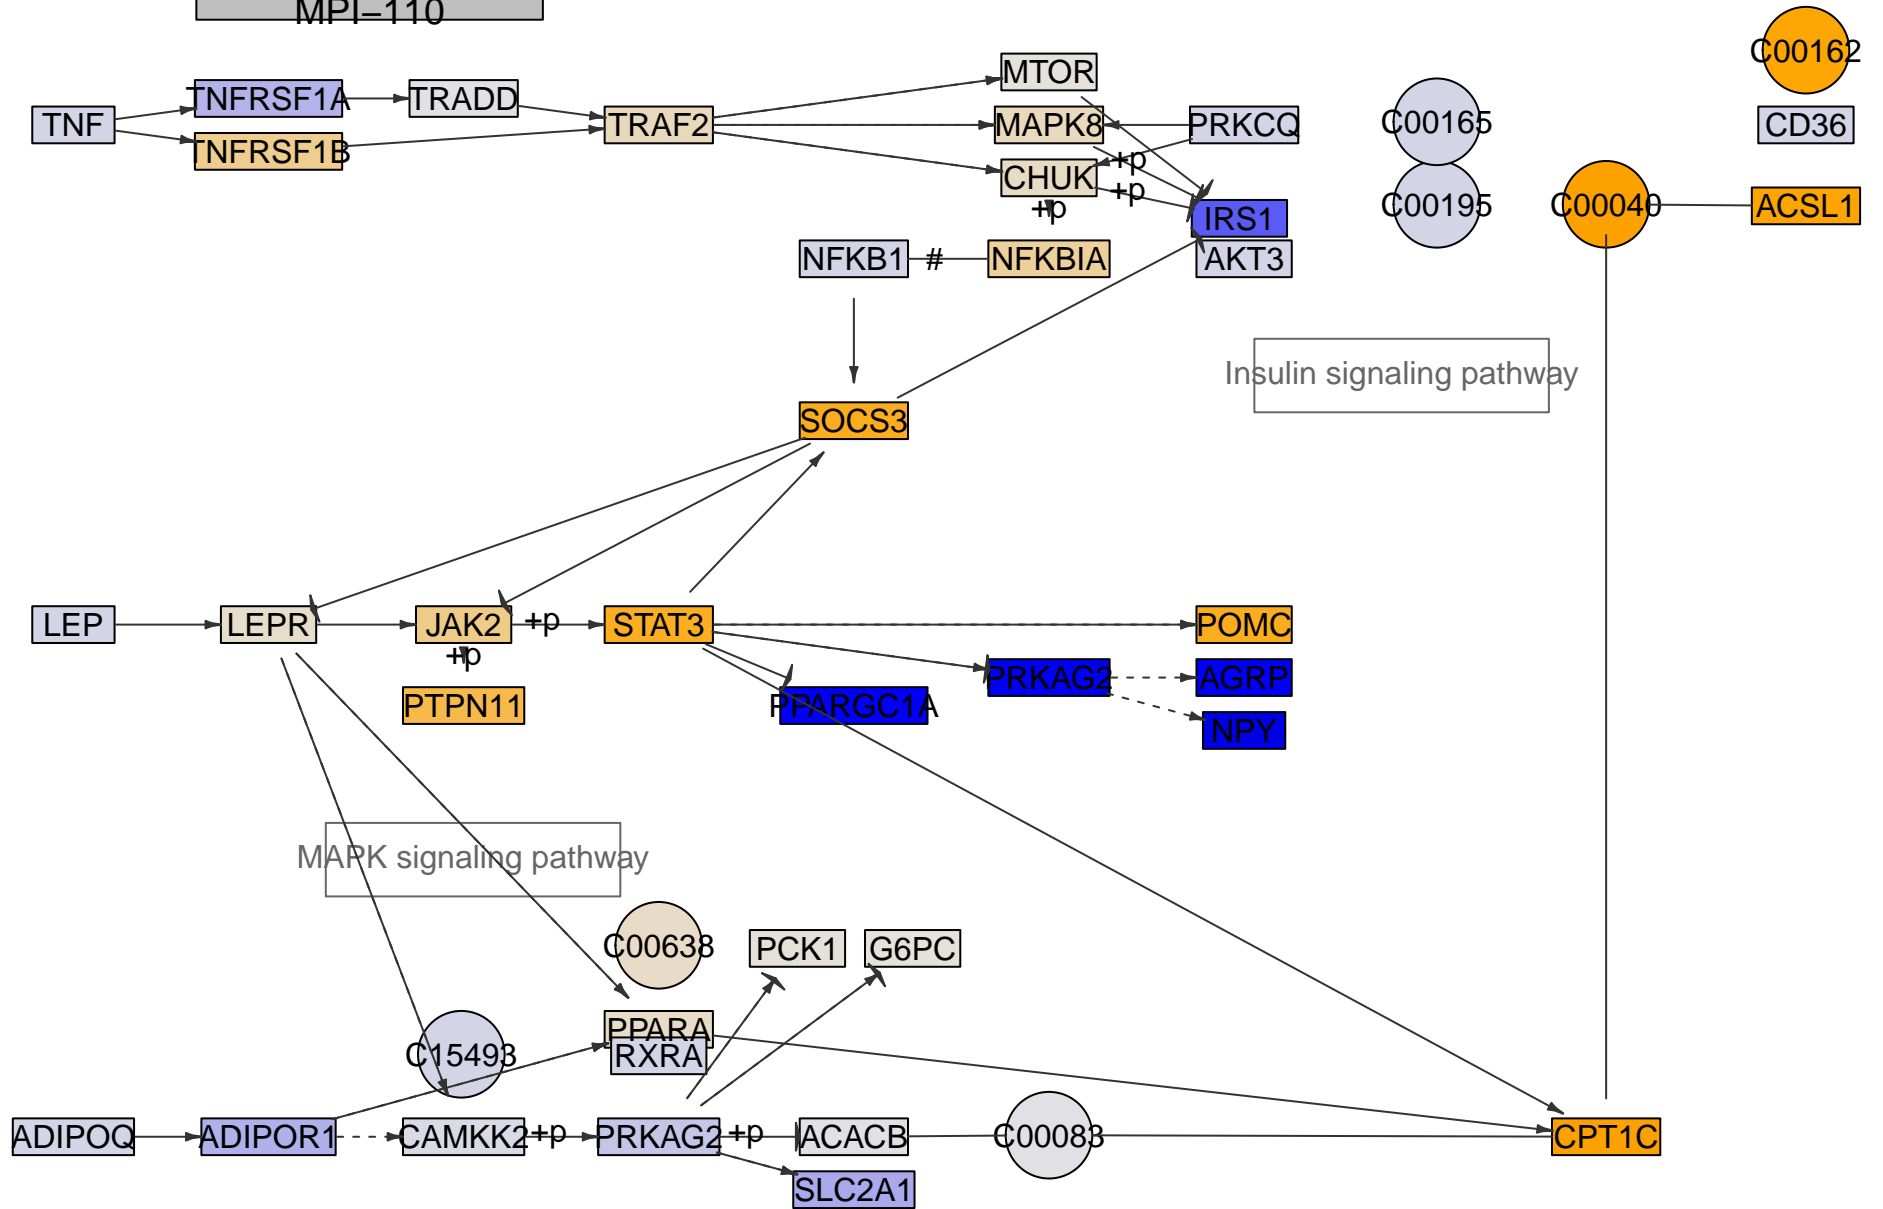 MPI−110
C00162
MTOR
TNFRSF1A
TRADD
TNF
TRAF2
MAPK8
PRKCQ
C00165
CD36
TNFRSF1B
+p
CHUK
+p
+p
C00195
C00040
ACSL1
IRS1
NFKB1
#
NFKBIA
AKT3
Insulin signaling pathway
SOCS3
LEP
LEPR
JAK2
+p
STAT3
POMC
+p
PRKAG2
AGRP
PTPN11
PPARGC1A
NPY
MAPK signaling pathway
C00638
PCK1
G6PC
PPARA
C15493
RXRA
ADIPOQ
ADIPOR1
CAMKK2
+p
PRKAG2
+p
ACACB
C00083
CPT1C
SLC2A1